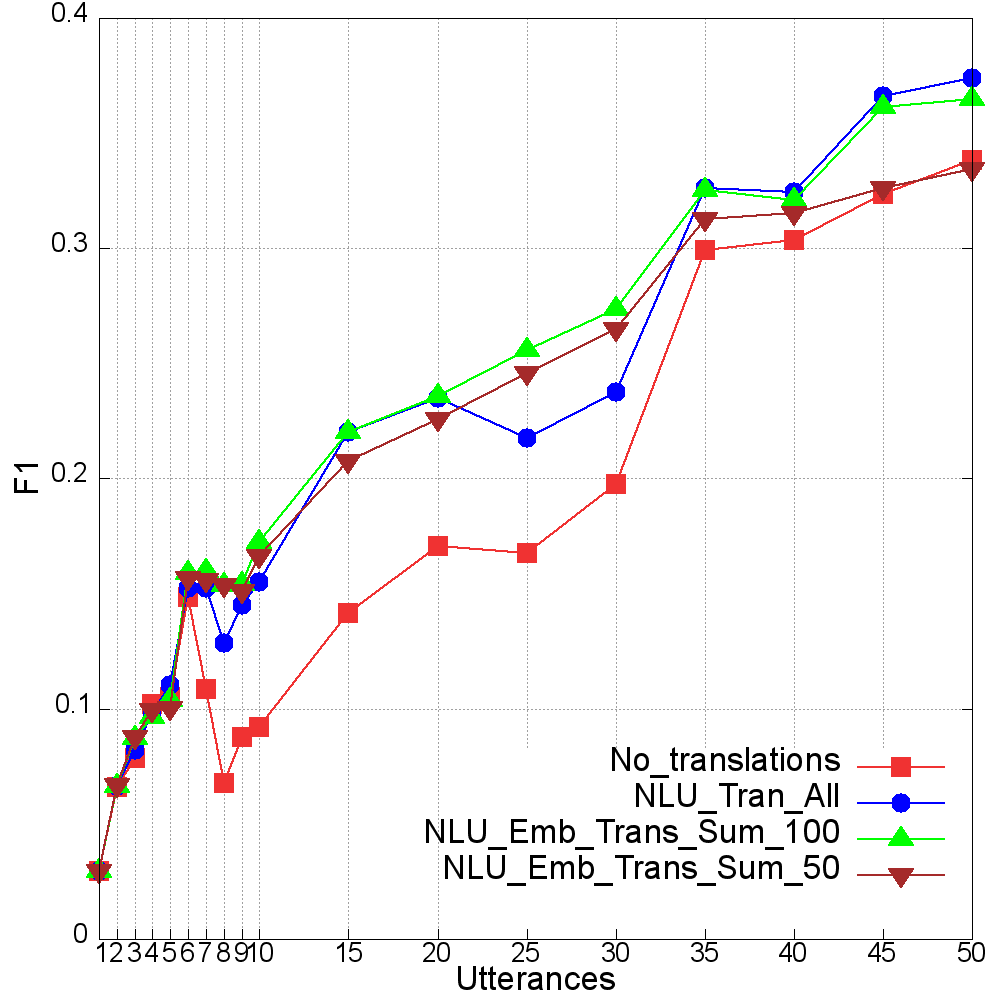 0.4
0.3
0.2
0.1
0
F1
1 2 3 4 5 6 7 8 9 10 15 20 25 30 35 40 45 50
Utterances
No_translations
NLU_Tran_All
NLU_Emb_Trans_Sum_100
NLU_Emb_Trans_Sum_50